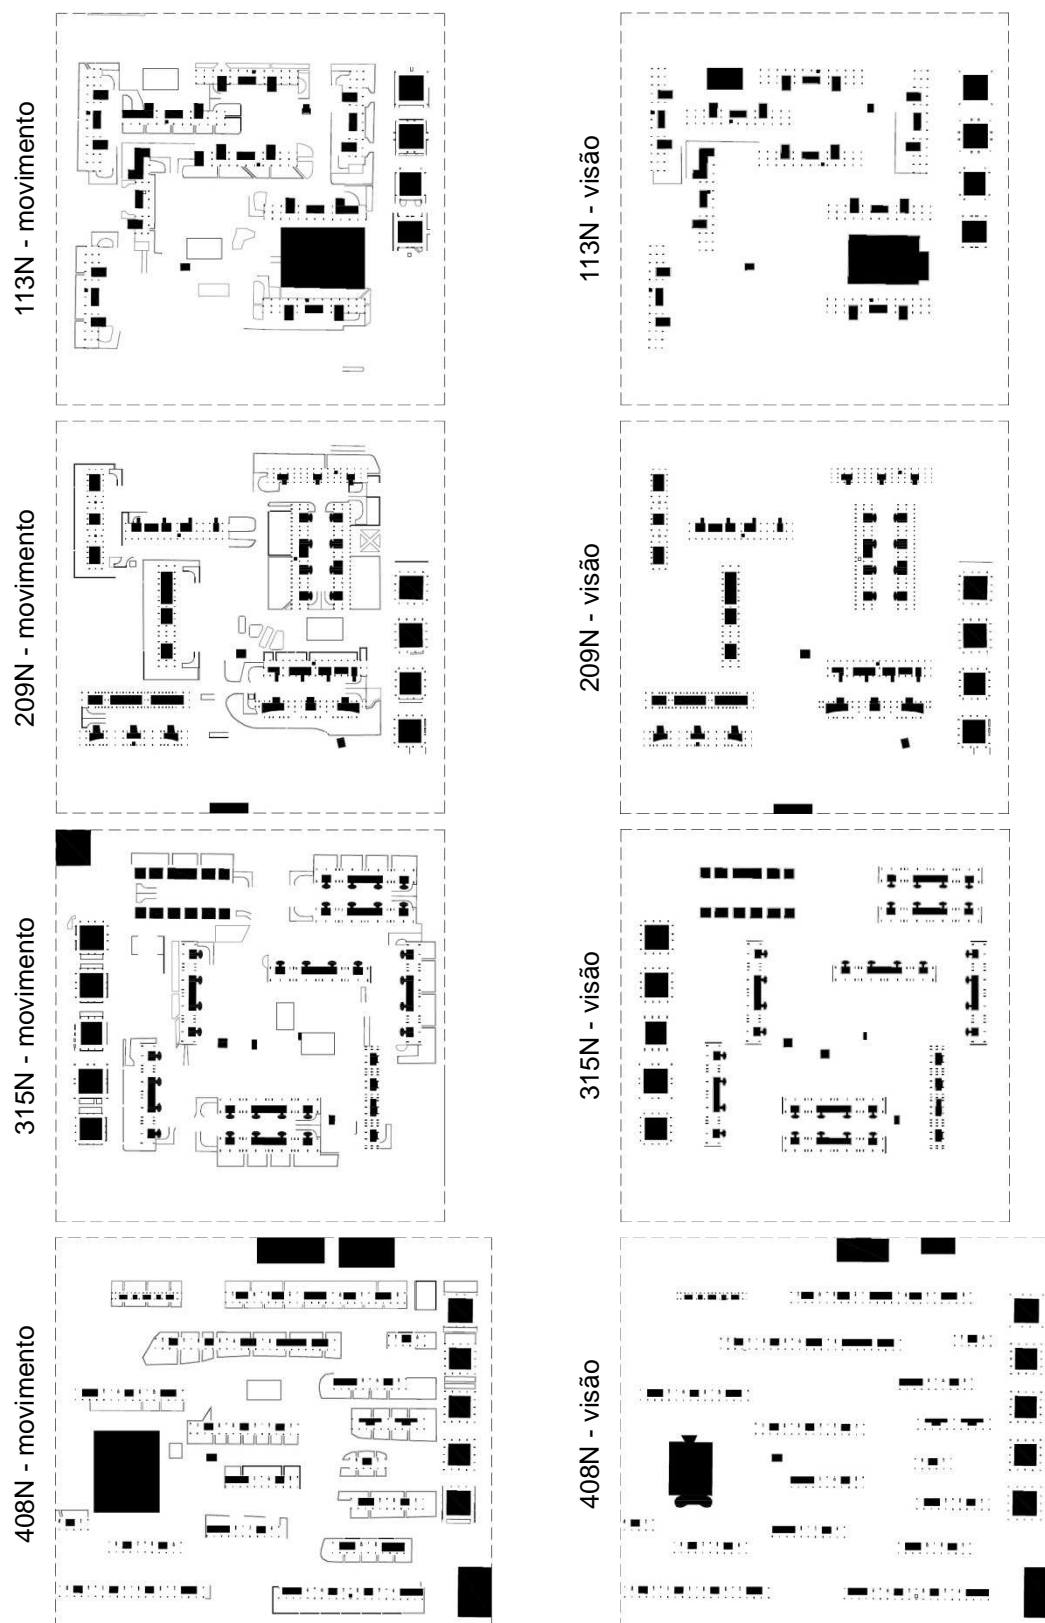 113N - movimento
113N - visão
209N - movimento
209N - visão
315N - movimento
315N - visão
408N - movimento
408N - visão